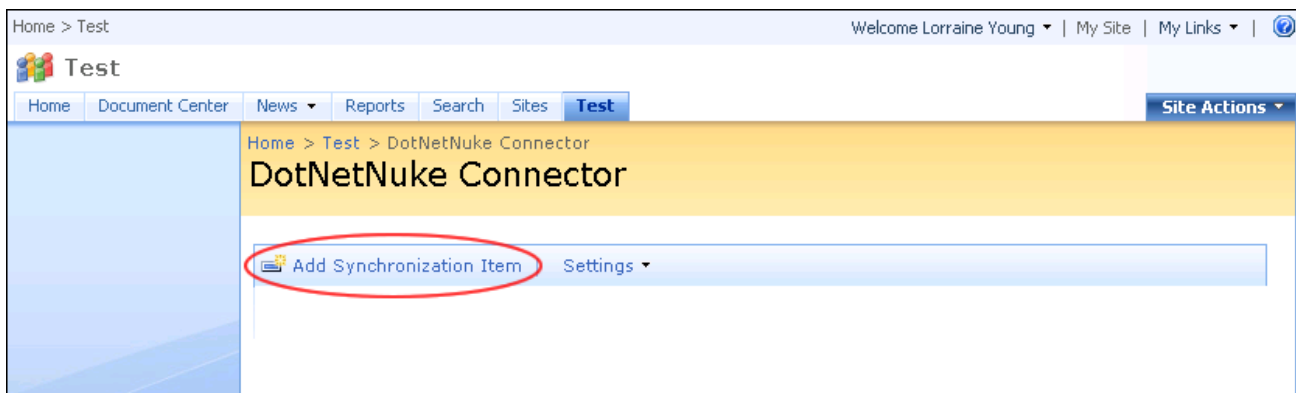 Home > Test Welcome Lorraine Young | My Site | My Links |
Test
Home Document Center News Reports Search Sites Test Site Actions
Home > Test > DotNetNuke Connector
DotNetNuke Connector
Add Synchronization Item Settings